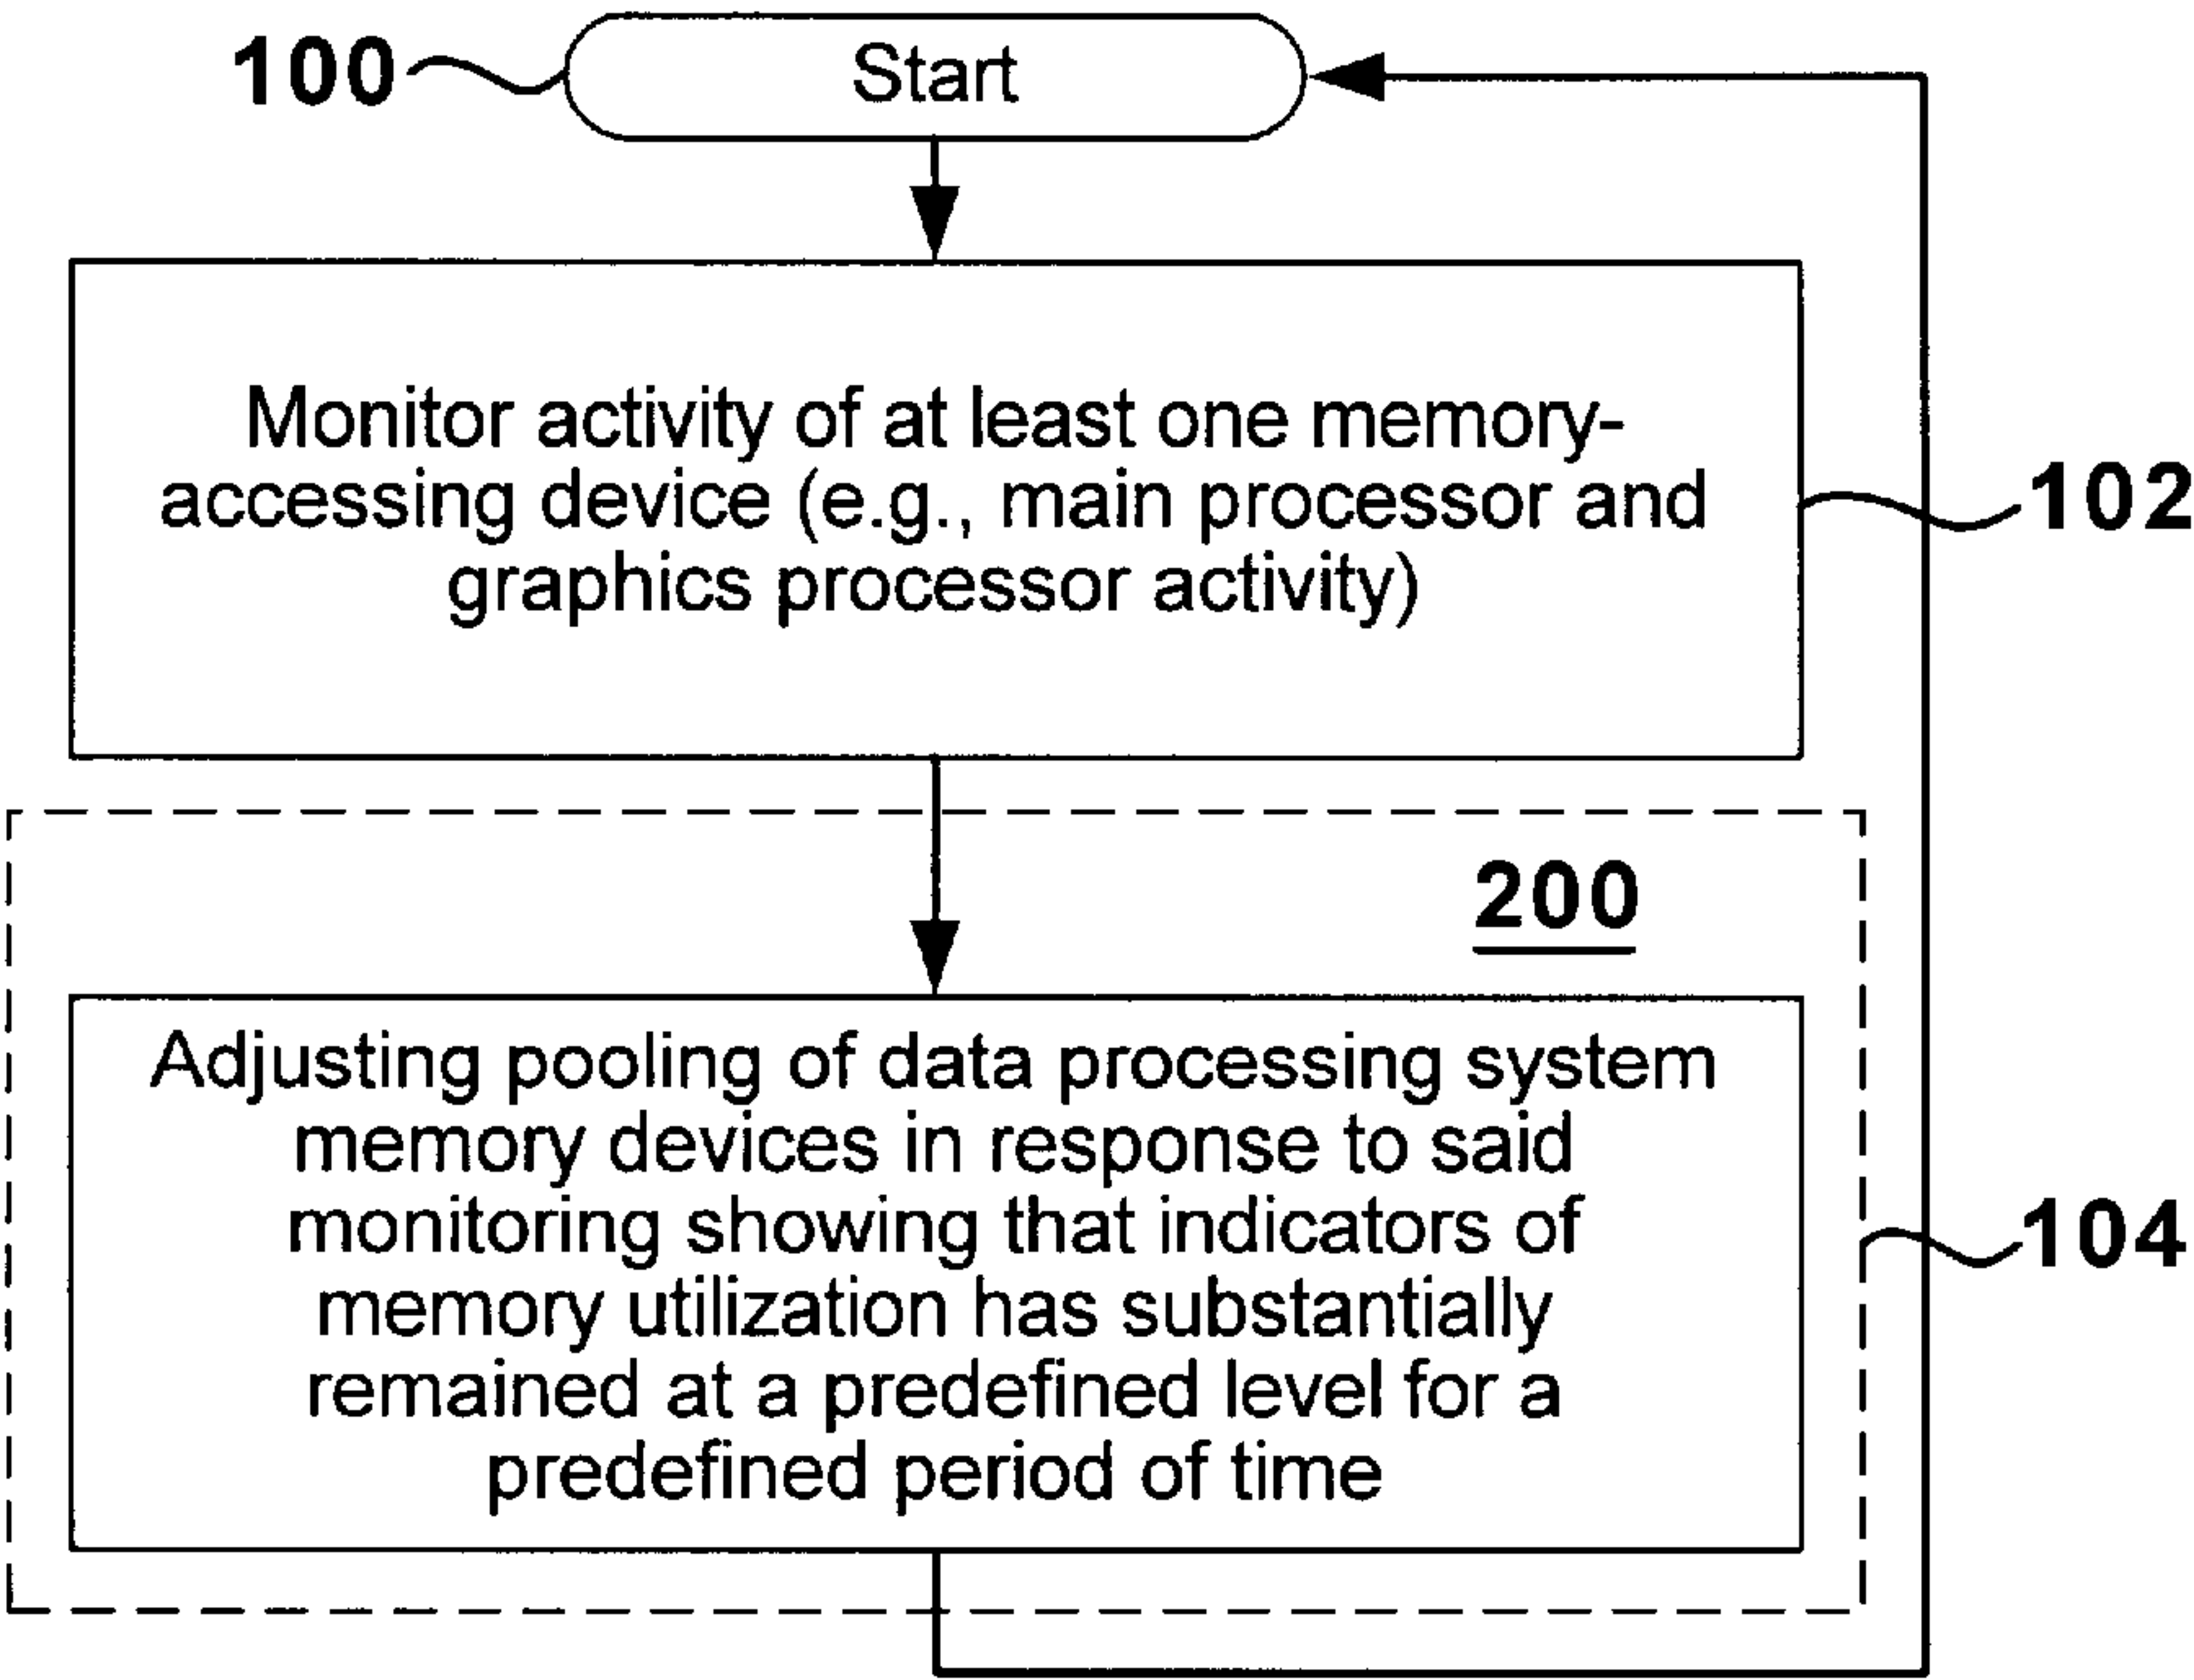 100
Start
Monitor activity of at least one memory-
accessing device (e.g., main processor and
graphics processor activity)
102
200
Adjusting pooling of data processing system
memory devices in response to said
monitoring showing that indicators of
memory utilization has substantially
remained at a predefined level for a
predefined period of time
104